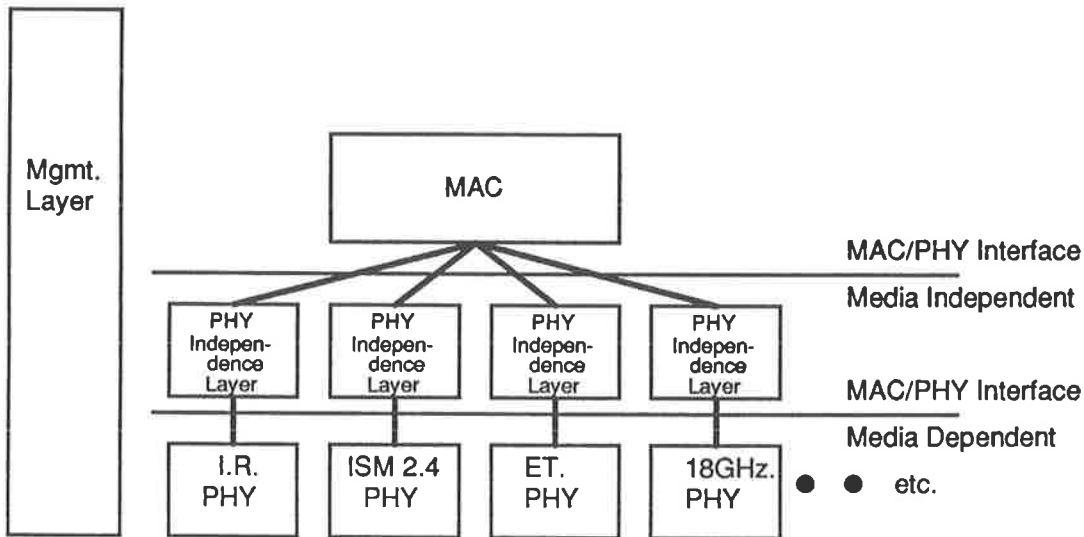 Mgmt.
Layer
MAC
MAC/PHY Interface
Media Independent
PHY
Indepen-
dence
Layer
PHY
Indepen-
dence
Layer
PHY
Indepen-
dence
Layer
PHY
Indepen-
dence
Layer
MAC/PHY Interface
Media Dependent
I.R.
PHY
ISM 2.4
PHY
ET.
PHY
18GHz.
PHY
etc.